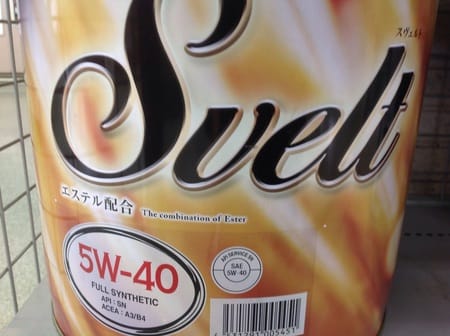 Svelt
スヴェルト
エステル配合 The combination of Ester
5W-40
FULL SYNTHETIC
API : SN
ACEA : A3/B4
API SERVICE SN
SAE
5W-40